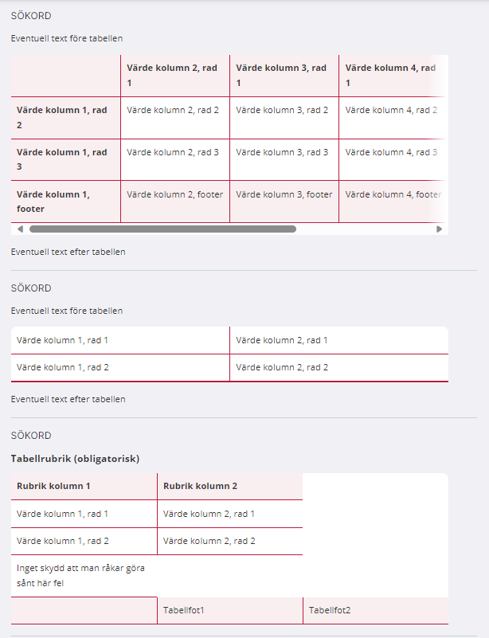 SÖKORD
Eventuell text före tabellen
Värde kolumn 2, rad Värde kolumn 3, rad Värde kolumn 4, rad
1 1 1
Värde kolumn 1, rad Värde kolumn 2, rad 2 Värde kolumn 3, rad 2 Värde kolumn 4, rad 2
2
Värde kolumn 1, rad Värde kolumn 2, rad 3 Värde kolumn 3, rad 3 Värde kolumn 4, rad 3
3
Värde kolumn 1, Värde kolumn 2, footer Värde kolumn 3, footer Värde kolumn 4, footer
footer
Eventuell text efter tabellen
SÖKORD
Eventuell text före tabellen
Värde kolumn 1, rad 1 Värde kolumn 2, rad 1
Värde kolumn 1, rad 2 Värde kolumn 2, rad 2
Eventuell text efter tabellen
SÖKORD
Tabellrubrik (obligatorisk)
Rubrik kolumn 1 Rubrik kolumn 2
Värde kolumn 1, rad 1 Värde kolumn 2, rad 1
Värde kolumn 1, rad 2 Värde kolumn 2, rad 2
Inget skydd att man råkar göra
sånt här fel
Tabellfot1 Tabellfot2